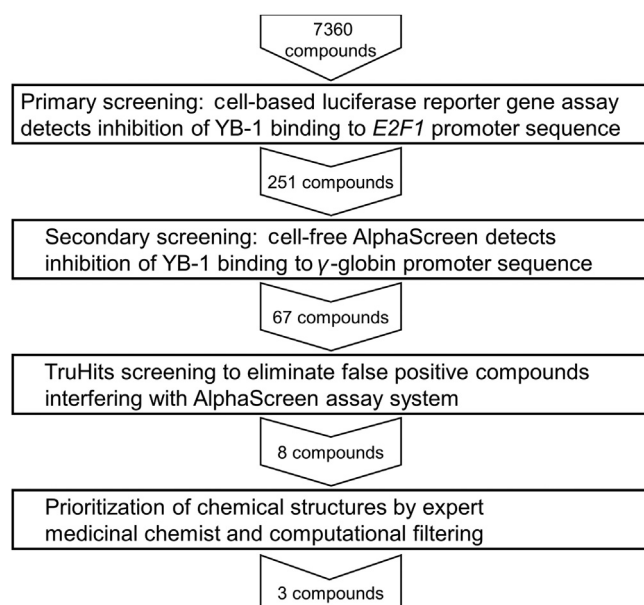 7360
compounds
Primary screening: cell-based luciferase reporter gene assay
detects inhibition of YB-1 binding to E2F1 promoter sequence
251 compounds
Secondary screening: cell-free AlphaScreen detects
inhibition of YB-1 binding to γ-globin promoter sequence
67 compounds
TruHits screening to eliminate false positive compounds
interfering with AlphaScreen assay system
8 compounds
Prioritization of chemical structures by expert
medicinal chemist and computational filtering
3 compounds